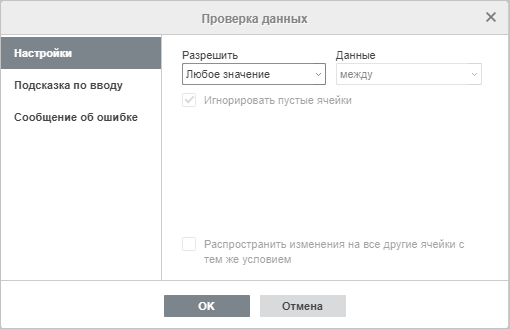 Проверка данных
Настройки
Подсказка по вводу
Сообщение об ошибке
Разрешить
Данные
Любое значение
между
Игнорировать пустые ячейки
Распространить изменения на все другие ячейки с
тем же условием
OK
Отмена